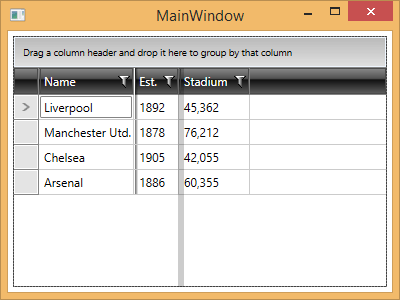 MainWindow
Drag a column header and drop it here to group by that column
Name Est. Stadium
Liverpool 1892 45,362
Manchester Utd. 1878 76,212
Chelsea 1905 42,055
Arsenal 1886 60,355